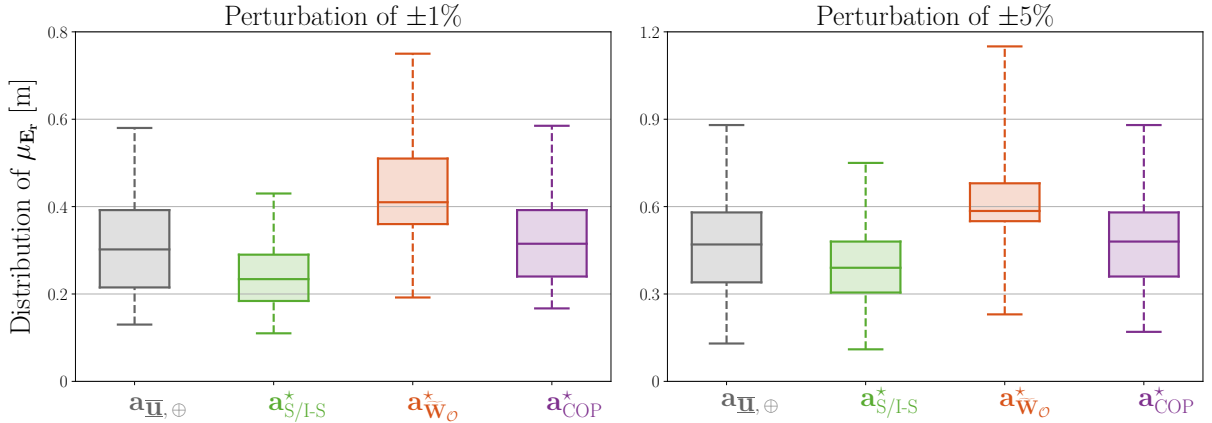 Perturbation of ±1%
Perturbation of ±5%
Distribution of μ_{E_r} [m]
0.8
0.6
0.4
0.2
0
1.2
0.9
0.6
0.3
0
a_{\overline{\underline{u}}, ⊕}
a^⋆_{S/I-S}
a^⋆_{\overline{W}_𝒪}
a^⋆_{COP}
a_{\overline{\underline{u}}, ⊕}
a^⋆_{S/I-S}
a^⋆_{\overline{W}_𝒪}
a^⋆_{COP}